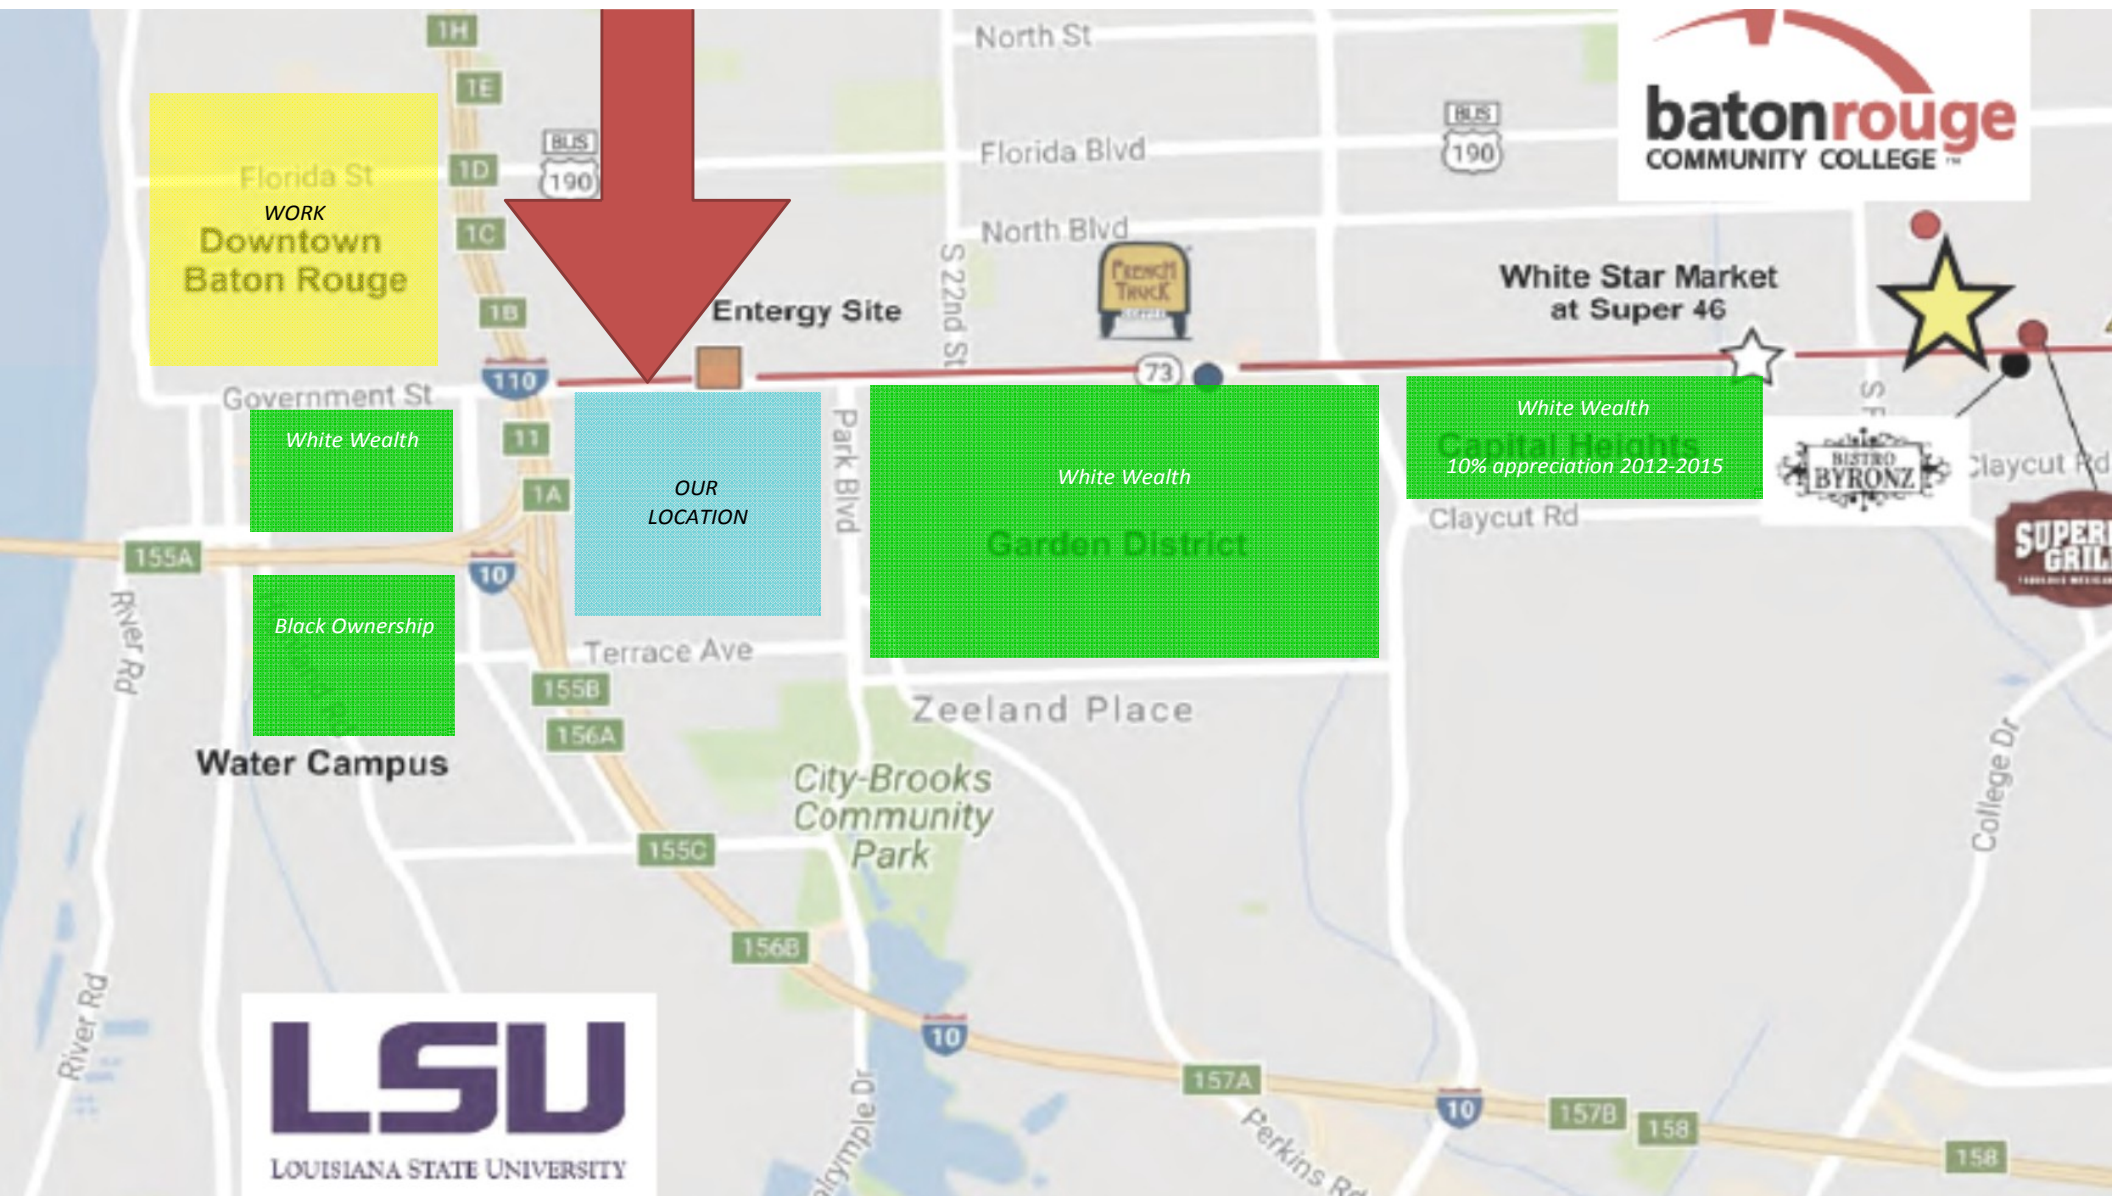 1H
North St
1E
BUS
190
Florida Blvd
BUS
190
batonrouge
COMMUNITY COLLEGE ™
1D
Florida St
WORK
Downtown
Baton Rouge
1C
North Blvd
S 22nd St
FRENCH
TRUCK
COFFEE
White Star Market
at Super 46
1B
Entergy Site
110
73
Government St
White Wealth
11
1A
OUR
LOCATION
Park Blvd
White Wealth
Garden District
White Wealth
Capital Heights
10% appreciation 2012-2015
BISTRO
BYRONZ
Claycut Rd
Claycut Rd
155A
10
River Rd
Black Ownership
Terrace Ave
155B
156A
Zeeland Place
Water Campus
City-Brooks
Community
Park
College Dr
155C
156B
River Rd
10
LSU
LOUISIANA STATE UNIVERSITY
157A
10
157B
158
158
Perkins Rd